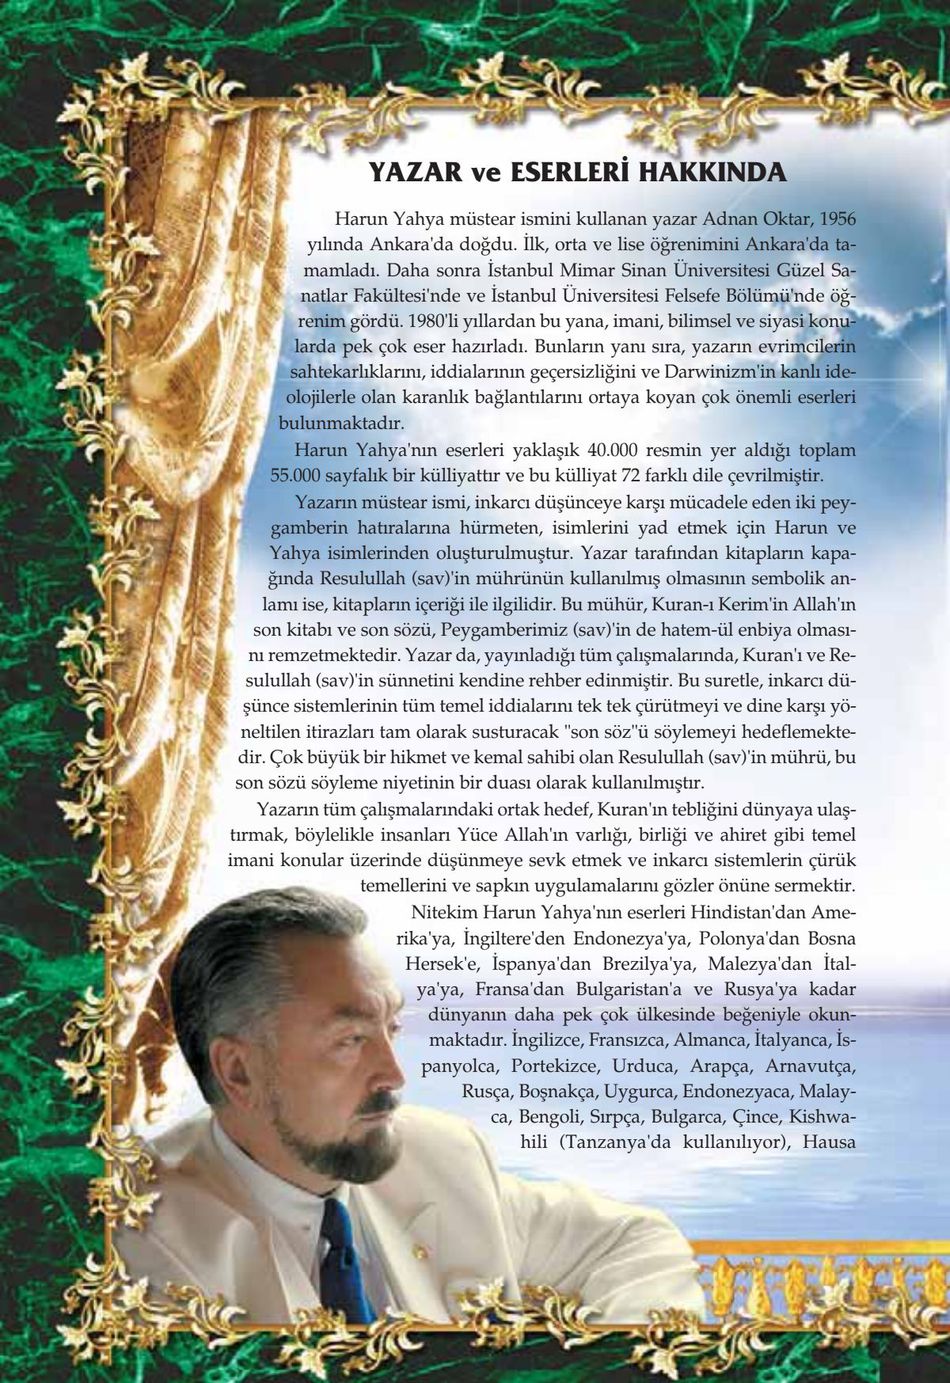 YAZAR ve ESERLERİ HAKKINDA
Harun Yahya müstear ismini kullanan yazar Adnan Oktar, 1956
yılında Ankara'da doğdu. İlk, orta ve lise öğrenimini Ankara'da ta-
mamladı. Daha sonra İstanbul Mimar Sinan Üniversitesi Güzel Sa-
natlar Fakültesi'nde ve İstanbul Üniversitesi Felsefe Bölümü'nde öğ-
renim gördü. 1980'li yıllardan bu yana, imani, bilimsel ve siyasi konu-
larda pek çok eser hazırladı. Bunların yanı sıra, yazarın evrimcilerin
sahtekarlıklarını, iddialarının geçersizliğini ve Darwinizm'in kanlı ide-
olojilerle olan karanlık bağlantılarını ortaya koyan çok önemli eserleri
bulunmaktadır.
Harun Yahya'nın eserleri yaklaşık 40.000 resmin yer aldığı toplam
55.000 sayfalık bir külliyattır ve bu külliyat 72 farklı dile çevrilmiştir.
Yazarın müstear ismi, inkarcı düşünceye karşı mücadele eden iki pey-
gamberin hatıralarına hürmeten, isimlerini yad etmek için Harun ve
Yahya isimlerinden oluşturulmuştur. Yazar tarafından kitapların kapa-
ğında Resulullah (sav)'in mührünün kullanılmış olmasının sembolik an-
lamı ise, kitapların içeriği ile ilgilidir. Bu mühür, Kuran-ı Kerim'in Allah'ın
son kitabı ve son sözü, Peygamberimiz (sav)'in de hatem-ül enbiya olması-
nı remzetmektedir. Yazar da, yayınladığı tüm çalışmalarında, Kuran'ı ve Re-
sulullah (sav)'in sünnetini kendine rehber edinmiştir. Bu suretle, inkarcı dü-
şünce sistemlerinin tüm temel iddialarını tek tek çürütmeyi ve dine karşı yö-
neltilen itirazları tam olarak susturacak "son söz"ü söylemeyi hedeflemekte-
dir. Çok büyük bir hikmet ve kemal sahibi olan Resulullah (sav)'in mührü, bu
son sözü söyleme niyetinin bir duası olarak kullanılmıştır.
Yazarın tüm çalışmalarındaki ortak hedef, Kuran'ın tebliğini dünyaya ulaş-
tırmak, böylelikle insanları Yüce Allah'ın varlığı, birliği ve ahiret gibi temel
imani konular üzerinde düşünmeye sevk etmek ve inkarcı sistemlerin çürük
temellerini ve sapkın uygulamalarını gözler önüne sermektir.
Nitekim Harun Yahya'nın eserleri Hindistan'dan Ame-
rika'ya, İngiltere'den Endonezya'ya, Polonya'dan Bosna
Hersek'e, İspanya'dan Brezilya'ya, Malezya'dan İtal-
ya'ya, Fransa'dan Bulgaristan'a ve Rusya'ya kadar
dünyanın daha pek çok ülkesinde beğeniyle okun-
maktadır. İngilizce, Fransızca, Almanca, İtalyanca, İs-
panyolca, Portekizce, Urduca, Arapça, Arnavutça,
Rusça, Boşnakça, Uygurca, Endonezyaca, Malay-
ca, Bengoli, Sırpça, Bulgarca, Çince, Kishwa-
hili (Tanzanya'da kullanılıyor), Hausa